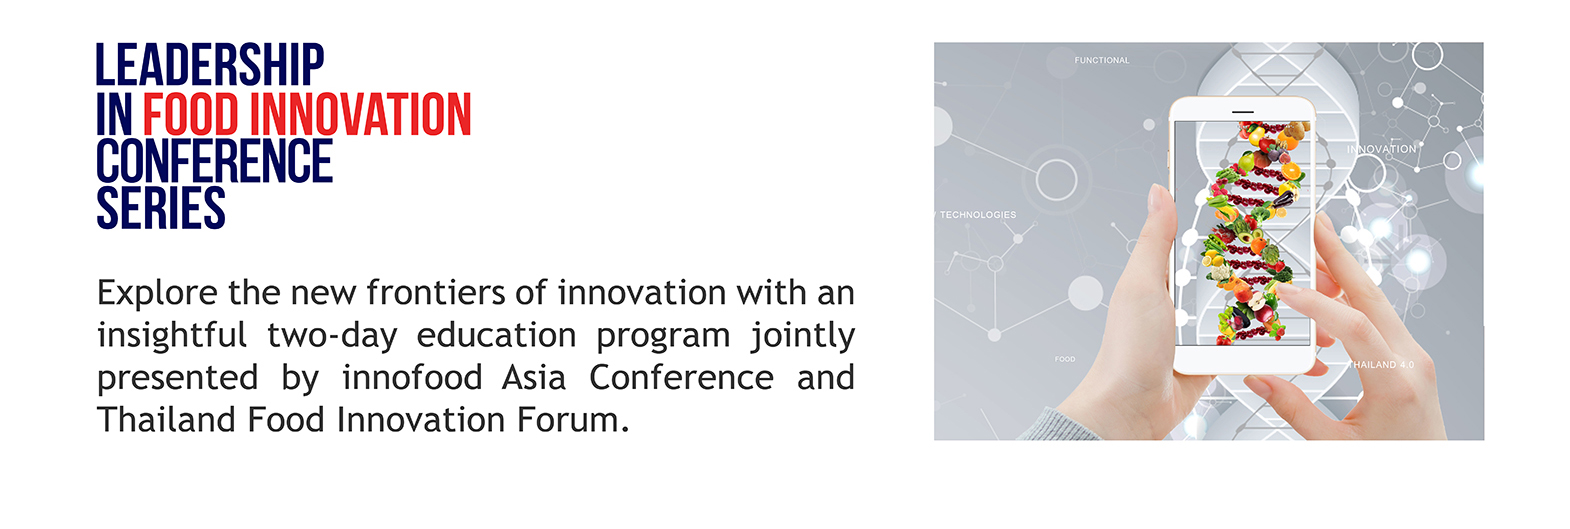 LEADERSHIP
IN FOOD INNOVATION
CONFERENCE
SERIES
Explore the new frontiers of innovation with an
insightful two-day education program jointly
presented by innofood Asia Conference and
Thailand Food Innovation Forum.
FUNCTIONAL
INNOVATION
/ TECHNOLOGIES
FOOD
THAILAND 4.0